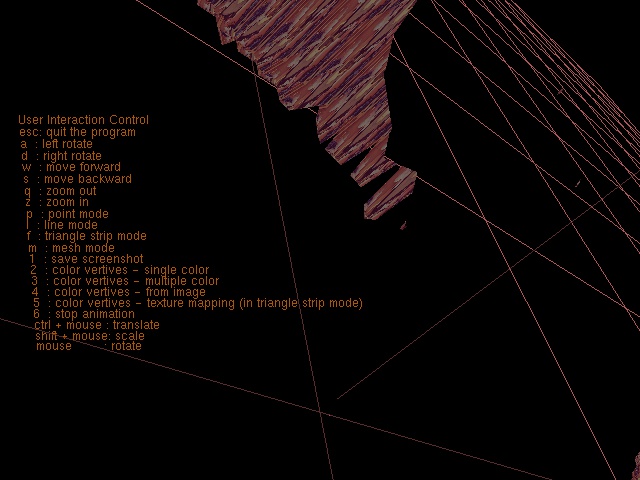 User Interaction Control
esc: quit the program
a : left rotate
d : right rotate
w : move forward
s : move backward
q : zoom out
z : zoom in
p : point mode
l : line mode
f : triangle strip mode
m : mesh mode
1 : save screenshot
2 : color vertives - single color
3 : color vertives - multiple color
4 : color vertives - from image
5 : color vertives - texture mapping (in triangle strip mode)
6 : stop animation
ctrl + mouse : translate
shift + mouse: scale
mouse : rotate